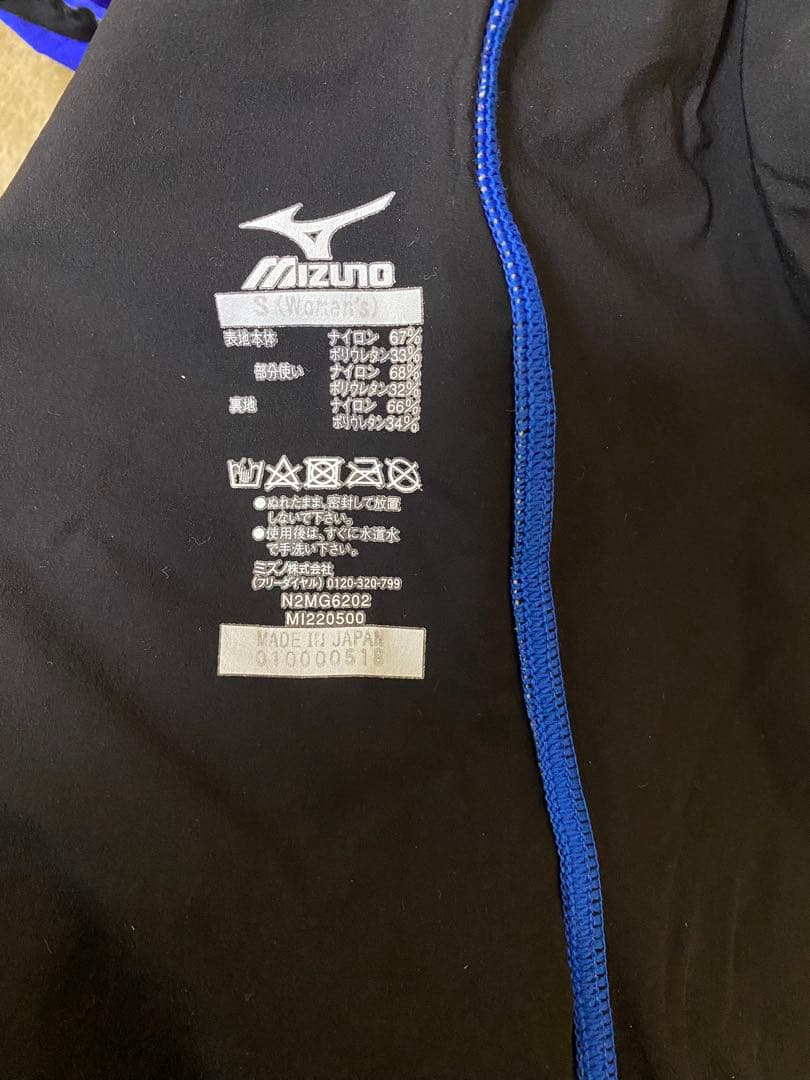 MIZUNO
S (Woman's)
表地本体 ナイロン 67%
ポリウレタン33%
部分使い ナイロン 68%
ポリウレタン32%
裏地 ナイロン 66%
ポリウレタン34%
●ぬれたまま、密封して放置
しないで下さい。
●使用後は、すぐに水道水
で手洗い下さい。
ミズノ株式会社
(フリーダイヤル) 0120-320-799
N2MG6202
MI220500
MADE IN JAPAN
010000518